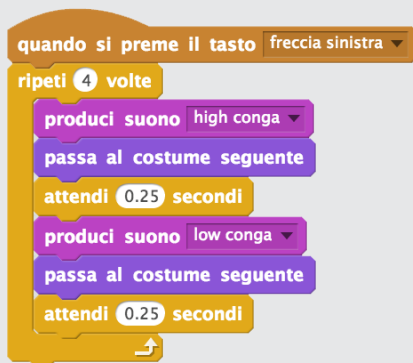 quando si preme il tasto freccia sinistra
ripeti 4 volte
produci suono high conga
passa al costume seguente
attendi 0.25 secondi
produci suono low conga
passa al costume seguente
attendi 0.25 secondi